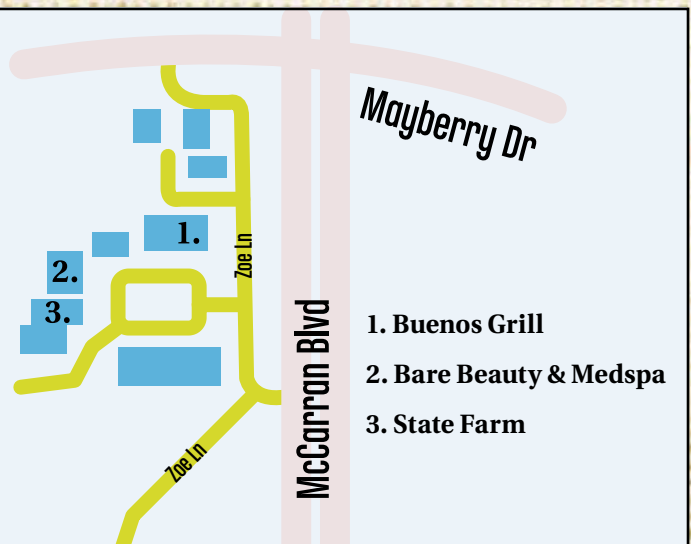 Mayberry Dr
1.
Zoe Ln
2.
3.
McCarran Blvd
1. Buenos Grill
2. Bare Beauty & Medspa
3. State Farm
Zoe Ln